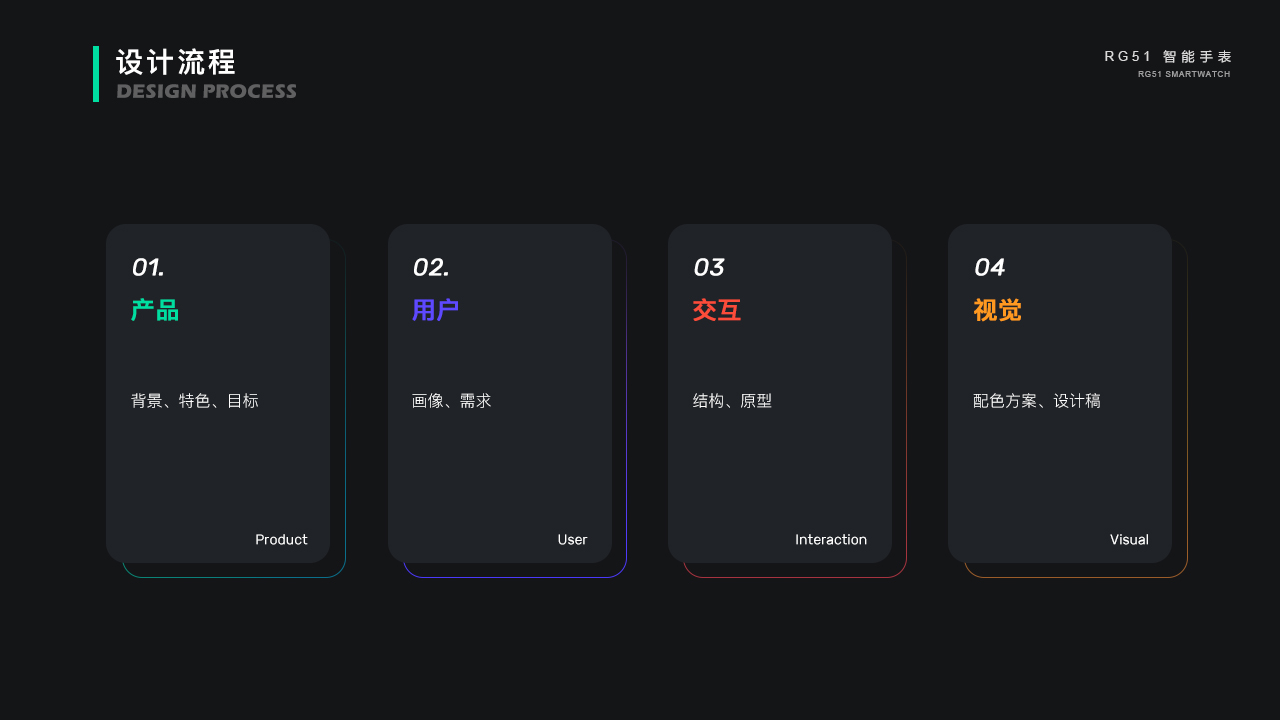 设计流程
DESIGN PROCESS
RG51 智能手表
RG51 SMARTWATCH
01.
产品
背景、特色、目标
Product
02.
用户
画像、需求
User
03
交互
结构、原型
Interaction
04
视觉
配色方案、设计稿
Visual